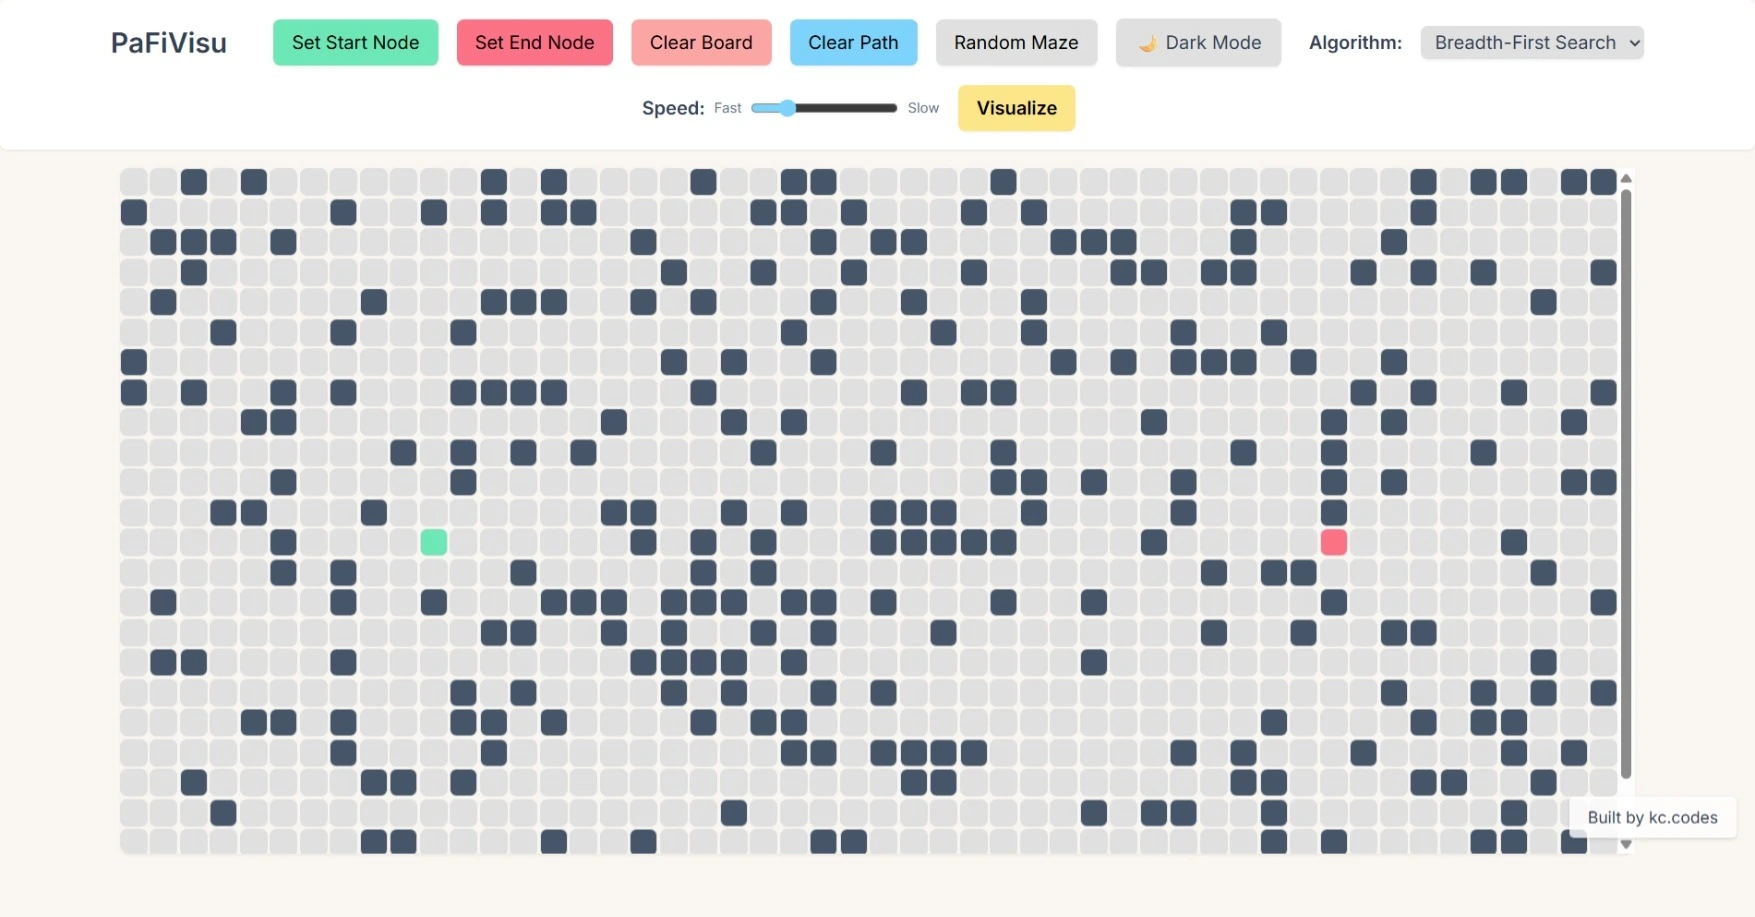 PaFiVisu Set Start Node Set End Node Clear Board Clear Path Random Maze 🌙 Dark Mode Algorithm: Breadth-First Search
Speed: Fast Slow Visualize
Built by kc.codes